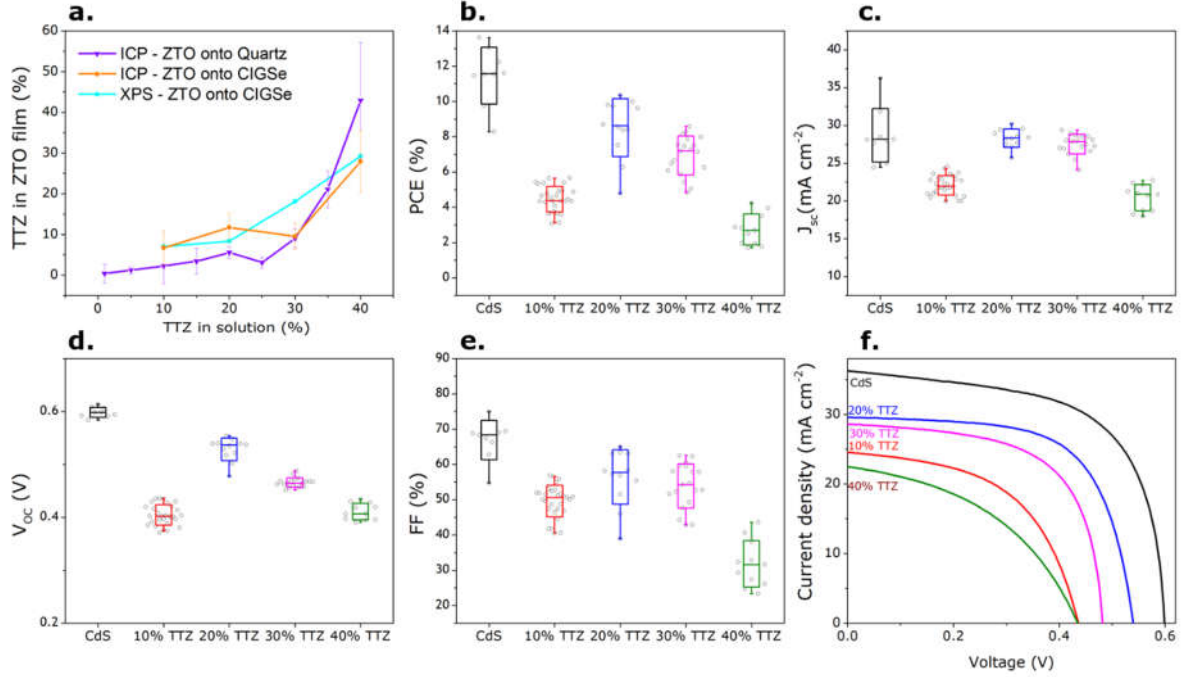 a.
TTZ in ZTO film (%)
60
50
40
30
20
10
0
ICP - ZTO onto Quartz
ICP - ZTO onto CIGSe
XPS - ZTO onto CIGSe
0 10 20 30 40
TTZ in solution (%)
b.
PCE (%)
14
12
10
8
6
4
2
0
CdS 10% TTZ 20% TTZ 30% TTZ 40% TTZ
c.
Jsc(mA cm-2)
40
35
30
25
20
15
10
CdS 10% TTZ 20% TTZ 30% TTZ 40% TTZ
d.
VOC (V)
0.6
0.4
0.2
CdS 10% TTZ 20% TTZ 30% TTZ 40% TTZ
e.
FF (%)
90
80
70
60
50
40
30
20
CdS 10% TTZ 20% TTZ 30% TTZ 40% TTZ
f.
Current density (mA cm-2)
30
20
10
0
CdS
20% TTZ
30% TTZ
10% TTZ
40% TTZ
0.0 0.2 0.4 0.6
Voltage (V)